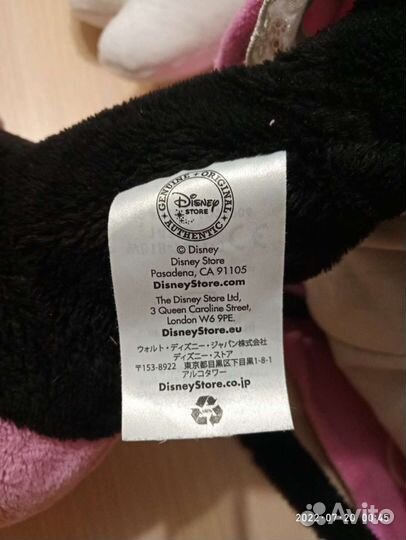 GENUINE · ORIGINAL
Disney
STORE
AUTHENTIC
© Disney
Disney Store
Pasadena, CA 91105
DisneyStore.com
The Disney Store Ltd,
3 Queen Caroline Street,
London W6 9PE.
DisneyStore.eu
ウォルト・ディズニー・ジャパン株式会社
ディズニー・ストア
〒153-8922 東京都目黒区下目黒1-8-1
アルコタワー
DisneyStore.co.jp
2022-07-20 00:45
Avito